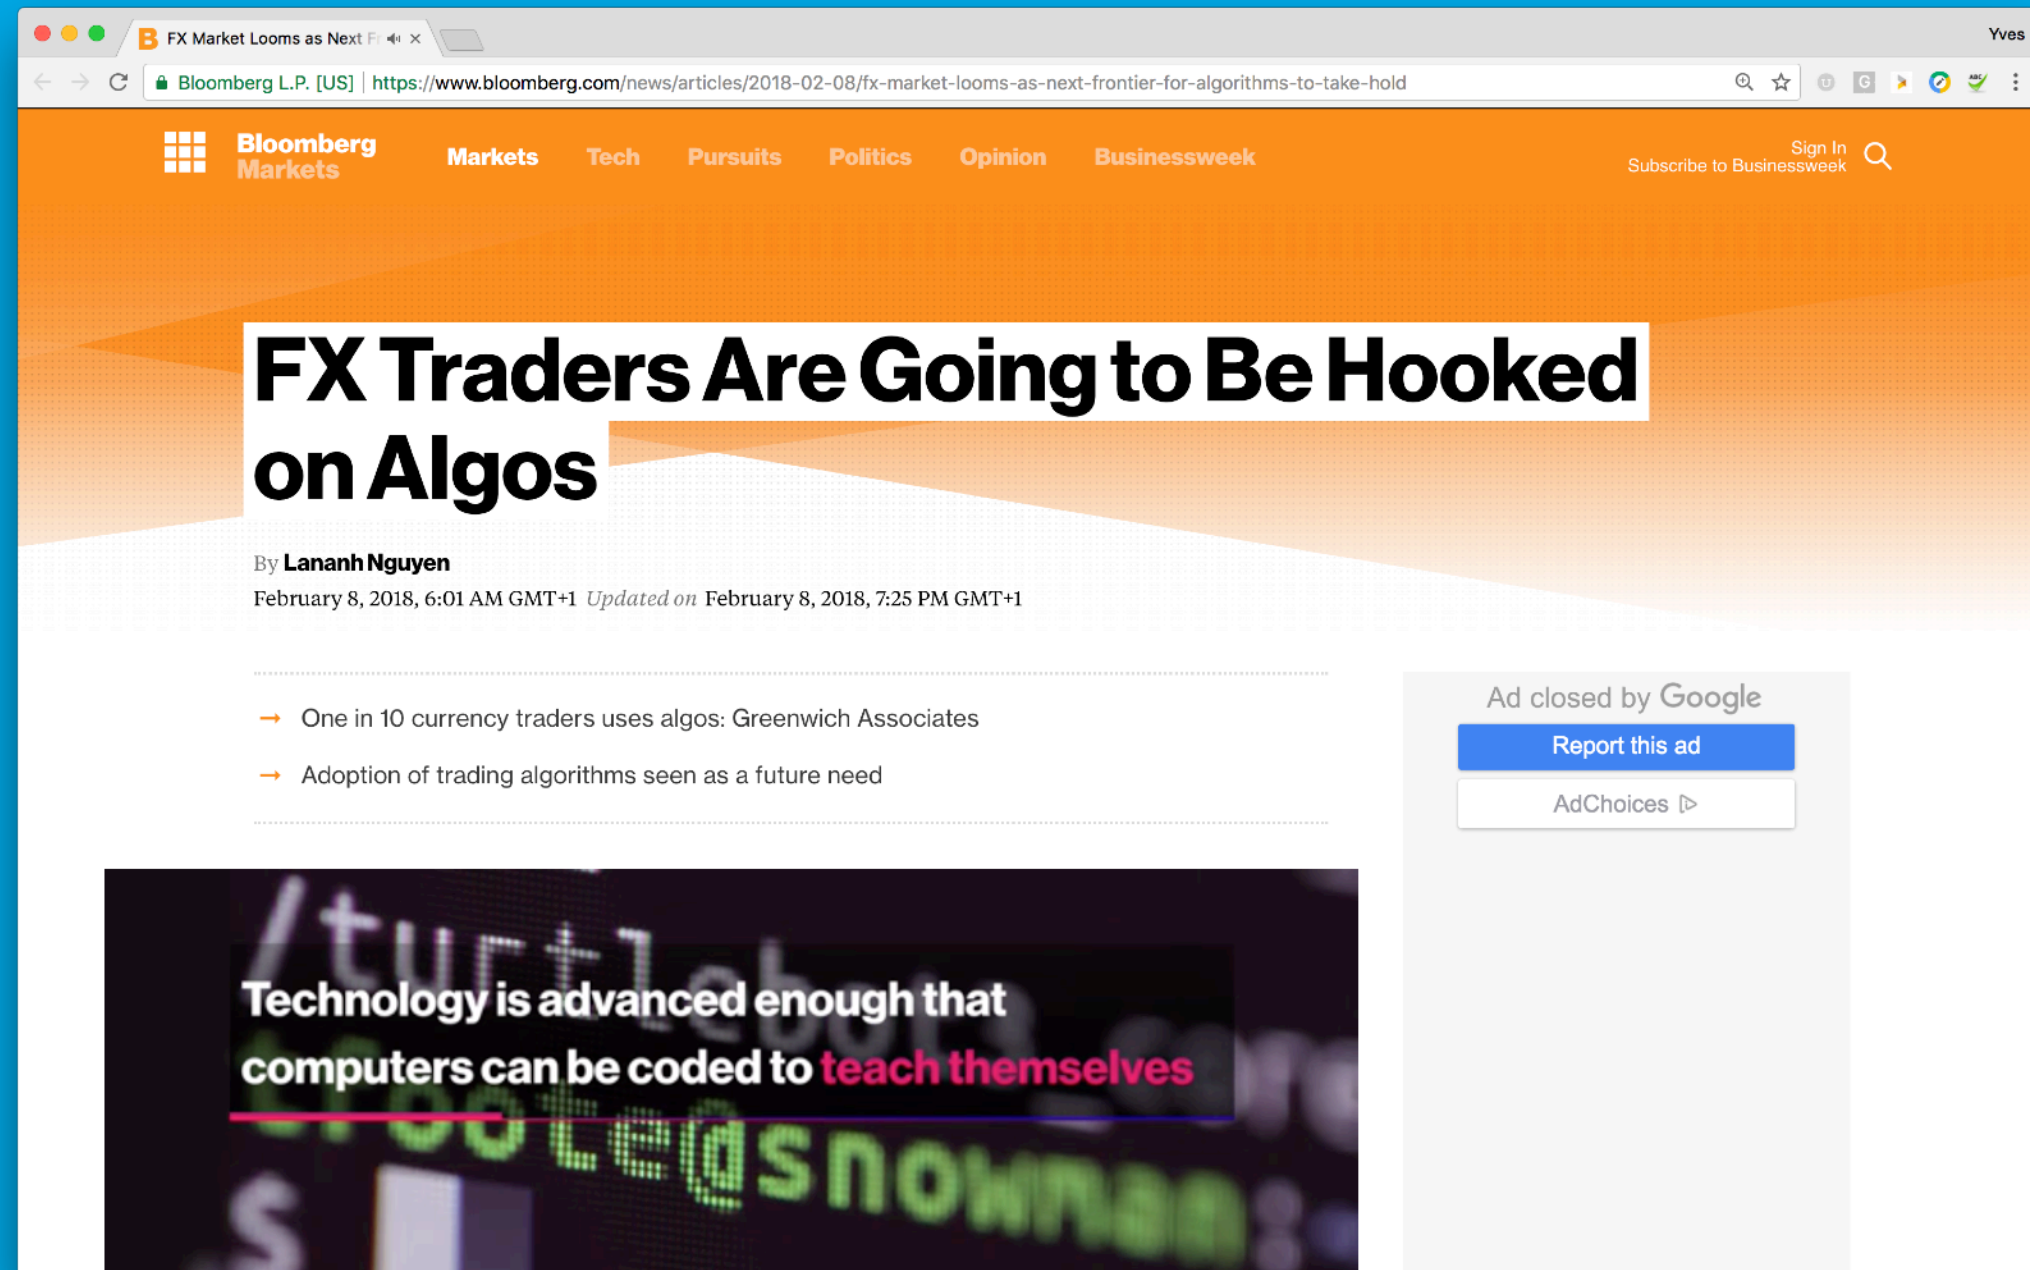 FX Market Looms as Next Fr
Yves
Bloomberg L.P. [US] | https://www.bloomberg.com/news/articles/2018-02-08/fx-market-looms-as-next-frontier-for-algorithms-to-take-hold
Bloomberg
Markets
Markets Tech Pursuits Politics Opinion Businessweek
Sign In
Subscribe to Businessweek
FX Traders Are Going to Be Hooked
on Algos
By Lananh Nguyen
February 8, 2018, 6:01 AM GMT+1 Updated on February 8, 2018, 7:25 PM GMT+1
→ One in 10 currency traders uses algos: Greenwich Associates
→ Adoption of trading algorithms seen as a future need
Ad closed by Google
Report this ad
AdChoices
/turtlebots
Technology is advanced enough that
computers can be coded to teach themselves
@snowman
s